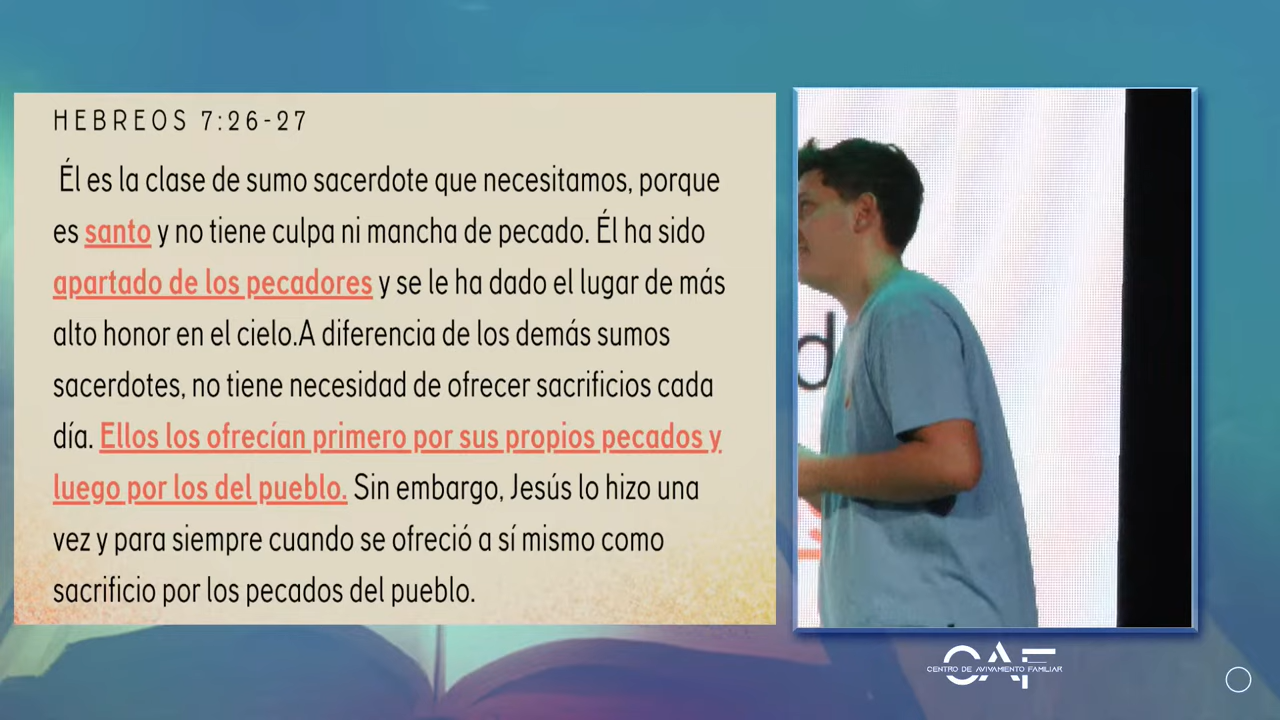 HEBREOS 7:26-27
Él es la clase de sumo sacerdote que necesitamos, porque
es santo y no tiene culpa ni mancha de pecado. Él ha sido
apartado de los pecadores y se le ha dado el lugar de más
alto honor en el cielo.A diferencia de los demás sumos
sacerdotes, no tiene necesidad de ofrecer sacrificios cada
día. Ellos los ofrecían primero por sus propios pecados y
luego por los del pueblo. Sin embargo, Jesús lo hizo una
vez y para siempre cuando se ofreció a sí mismo como
sacrificio por los pecados del pueblo.
d
CAF
CENTRO DE AVIVAMIENTO FAMILIAR